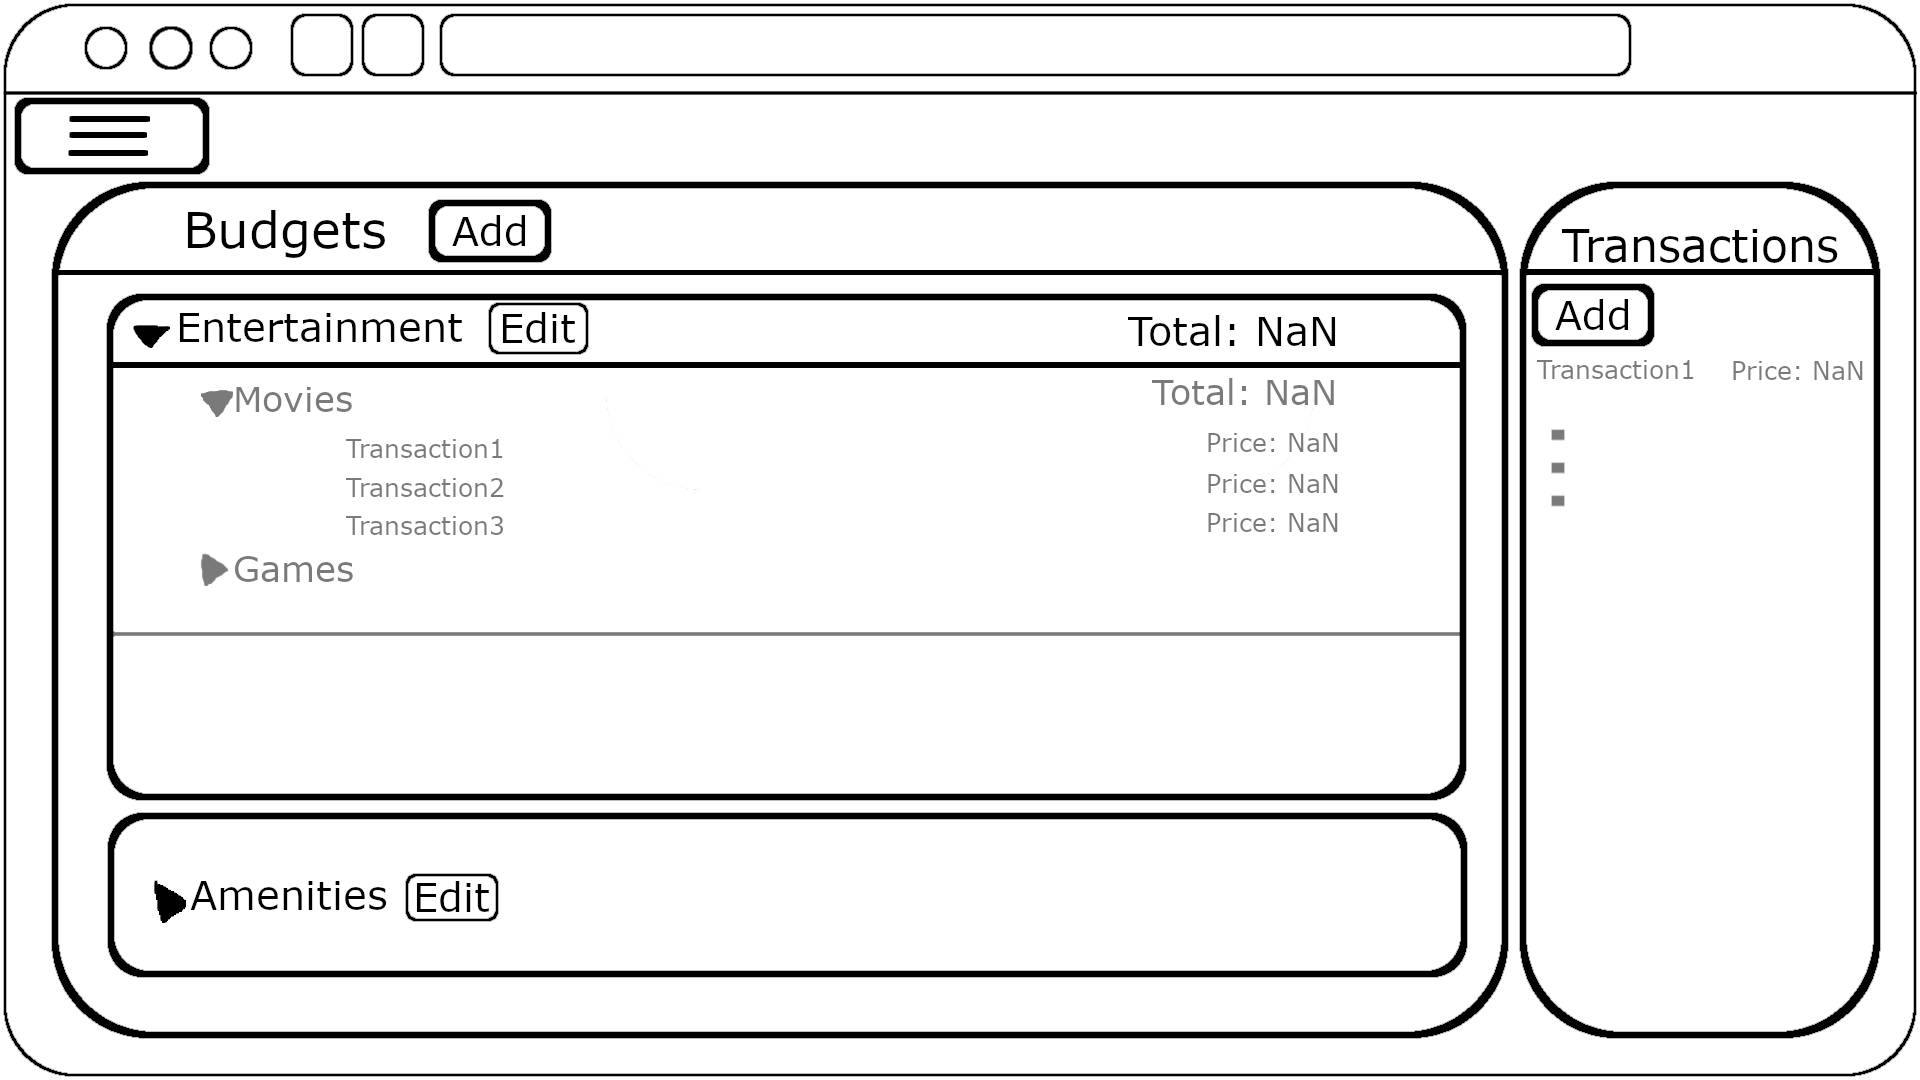 Budgets Add
Entertainment Edit Total: NaN
Movies Total: NaN
Transaction1 Price: NaN
Transaction2 Price: NaN
Transaction3 Price: NaN
Games
Amenities Edit
Transactions
Add
Transaction1 Price: NaN